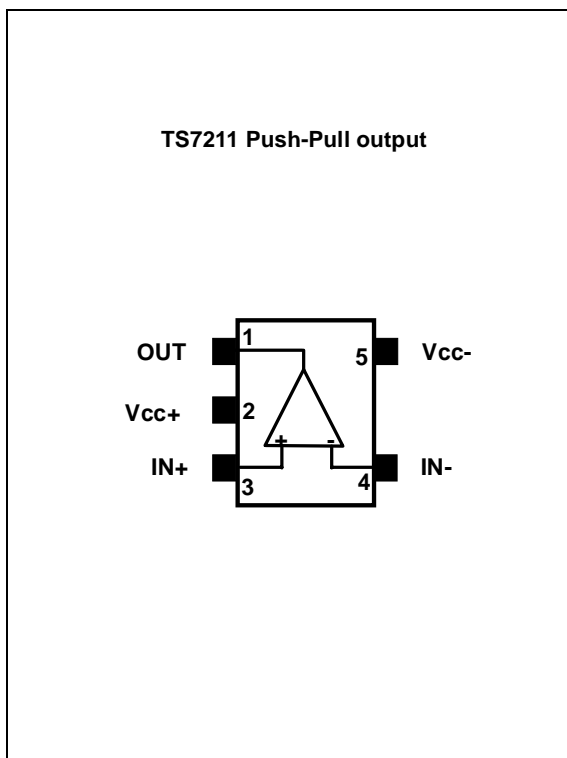 TS7211 Push-Pull output
OUT 1 5 Vcc-
Vcc+ 2
+ -
IN+ 3 4 IN-